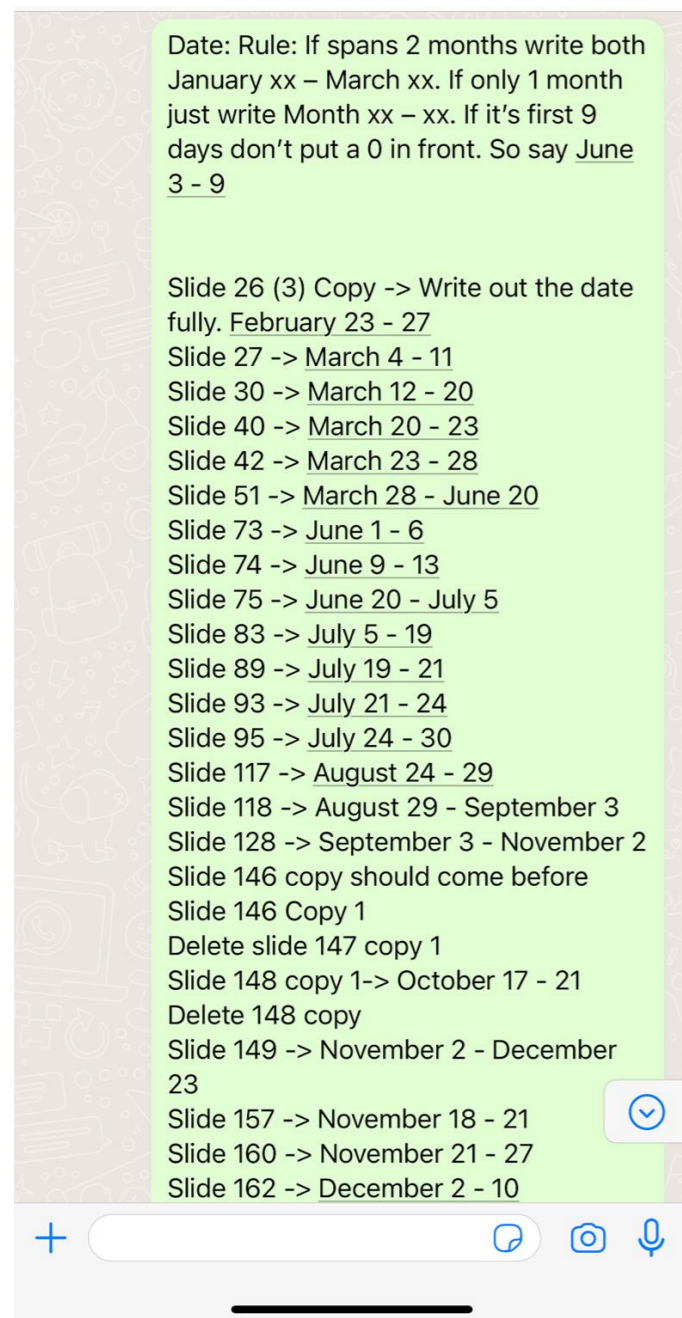 Date: Rule: If spans 2 months write both
January xx – March xx. If only 1 month
just write Month xx – xx. If it’s first 9
days don’t put a 0 in front. So say June
3 - 9
Slide 26 (3) Copy -> Write out the date
fully. February 23 - 27
Slide 27 -> March 4 - 11
Slide 30 -> March 12 - 20
Slide 40 -> March 20 - 23
Slide 42 -> March 23 - 28
Slide 51 -> March 28 - June 20
Slide 73 -> June 1 - 6
Slide 74 -> June 9 - 13
Slide 75 -> June 20 - July 5
Slide 83 -> July 5 - 19
Slide 89 -> July 19 - 21
Slide 93 -> July 21 - 24
Slide 95 -> July 24 - 30
Slide 117 -> August 24 - 29
Slide 118 -> August 29 - September 3
Slide 128 -> September 3 - November 2
Slide 146 copy should come before
Slide 146 Copy 1
Delete slide 147 copy 1
Slide 148 copy 1-> October 17 - 21
Delete 148 copy
Slide 149 -> November 2 - December
23
Slide 157 -> November 18 - 21
Slide 160 -> November 21 - 27
Slide 162 -> December 2 - 10